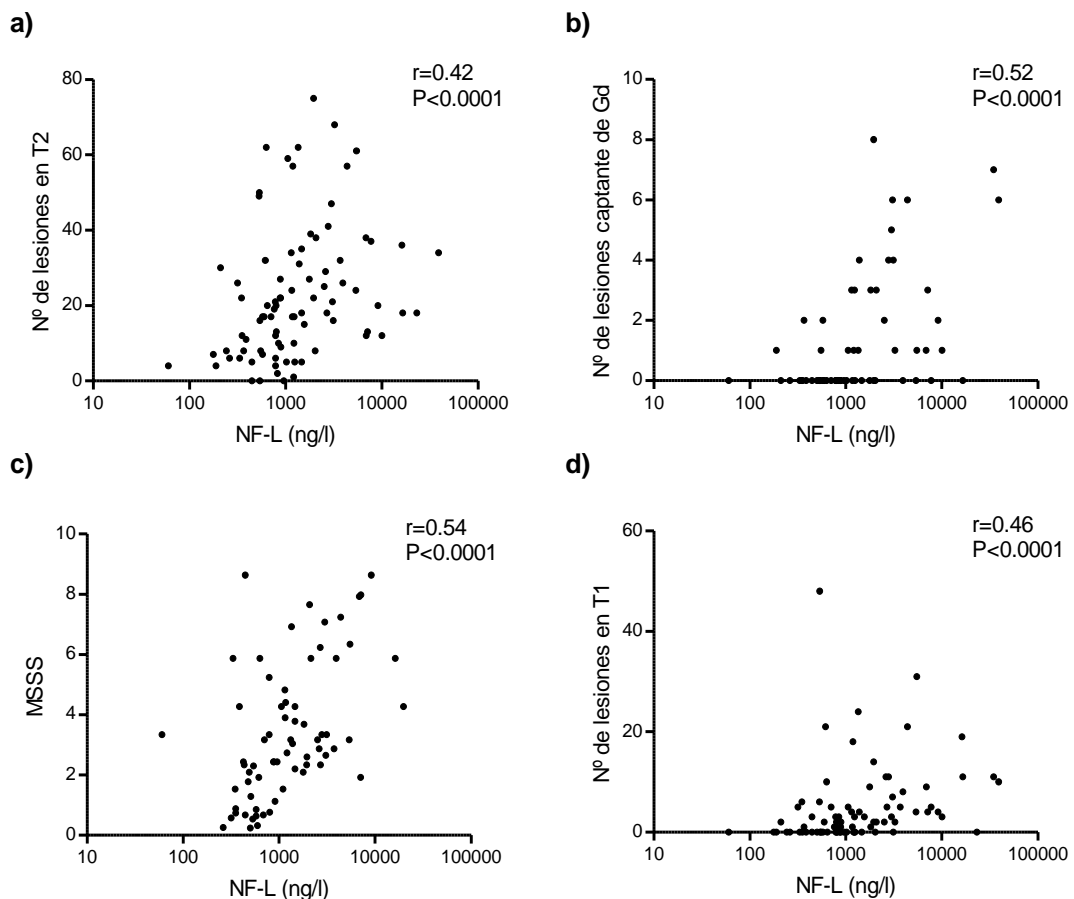 a)
r=0.42
P<0.0001
80
60
40
20
0
Nº de lesiones en T2
10 100 1000 10000 100000
NF-L (ng/l)
b)
r=0.52
P<0.0001
10
8
6
4
2
0
Nº de lesiones captante de Gd
10 100 1000 10000 100000
NF-L (ng/l)
c)
r=0.54
P<0.0001
10
8
6
4
2
0
MSSS
10 100 1000 10000 100000
NF-L (ng/l)
d)
r=0.46
P<0.0001
60
40
20
0
Nº de lesiones en T1
10 100 1000 10000 100000
NF-L (ng/l)